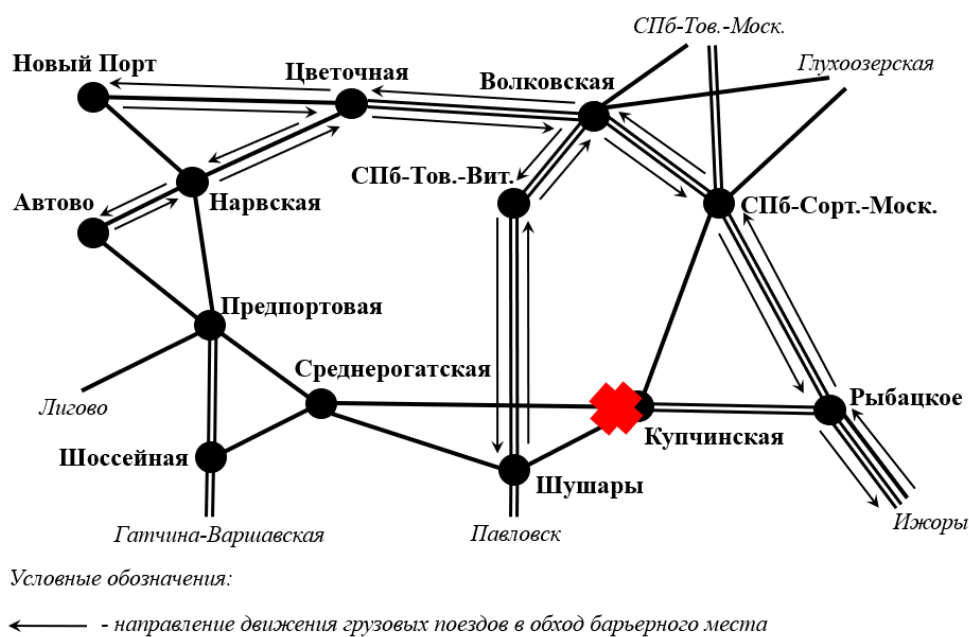 СПб-Тов.-Моск.
Новый Порт
Цветочная
Волковская
Глухоозерская
СПб-Тов.-Вит.
Автово
Нарвская
СПб-Сорт.-Моск.
Предпортовая
Среднерогатская
Рыбацкое
Лигово
Купчинская
Шоссейная
Шушары
Ижоры
Гатчина-Варшавская
Павловск
Условные обозначения:
- направление движения грузовых поездов в обход барьерного места